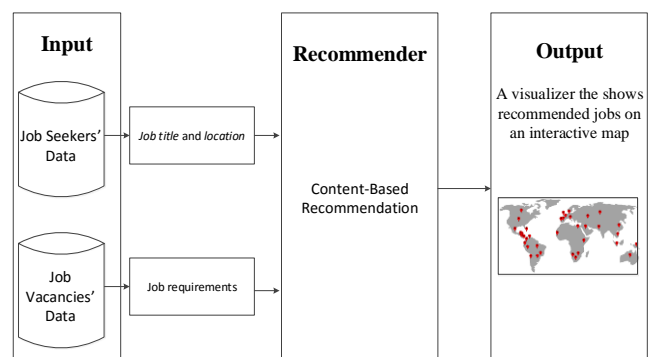 Input
Job Seekers'
Data
Job title and location
Job
Vacancies'
Data
Job requirements
Recommender
Content-Based
Recommendation
Output
A visualizer the shows
recommended jobs on
an interactive map